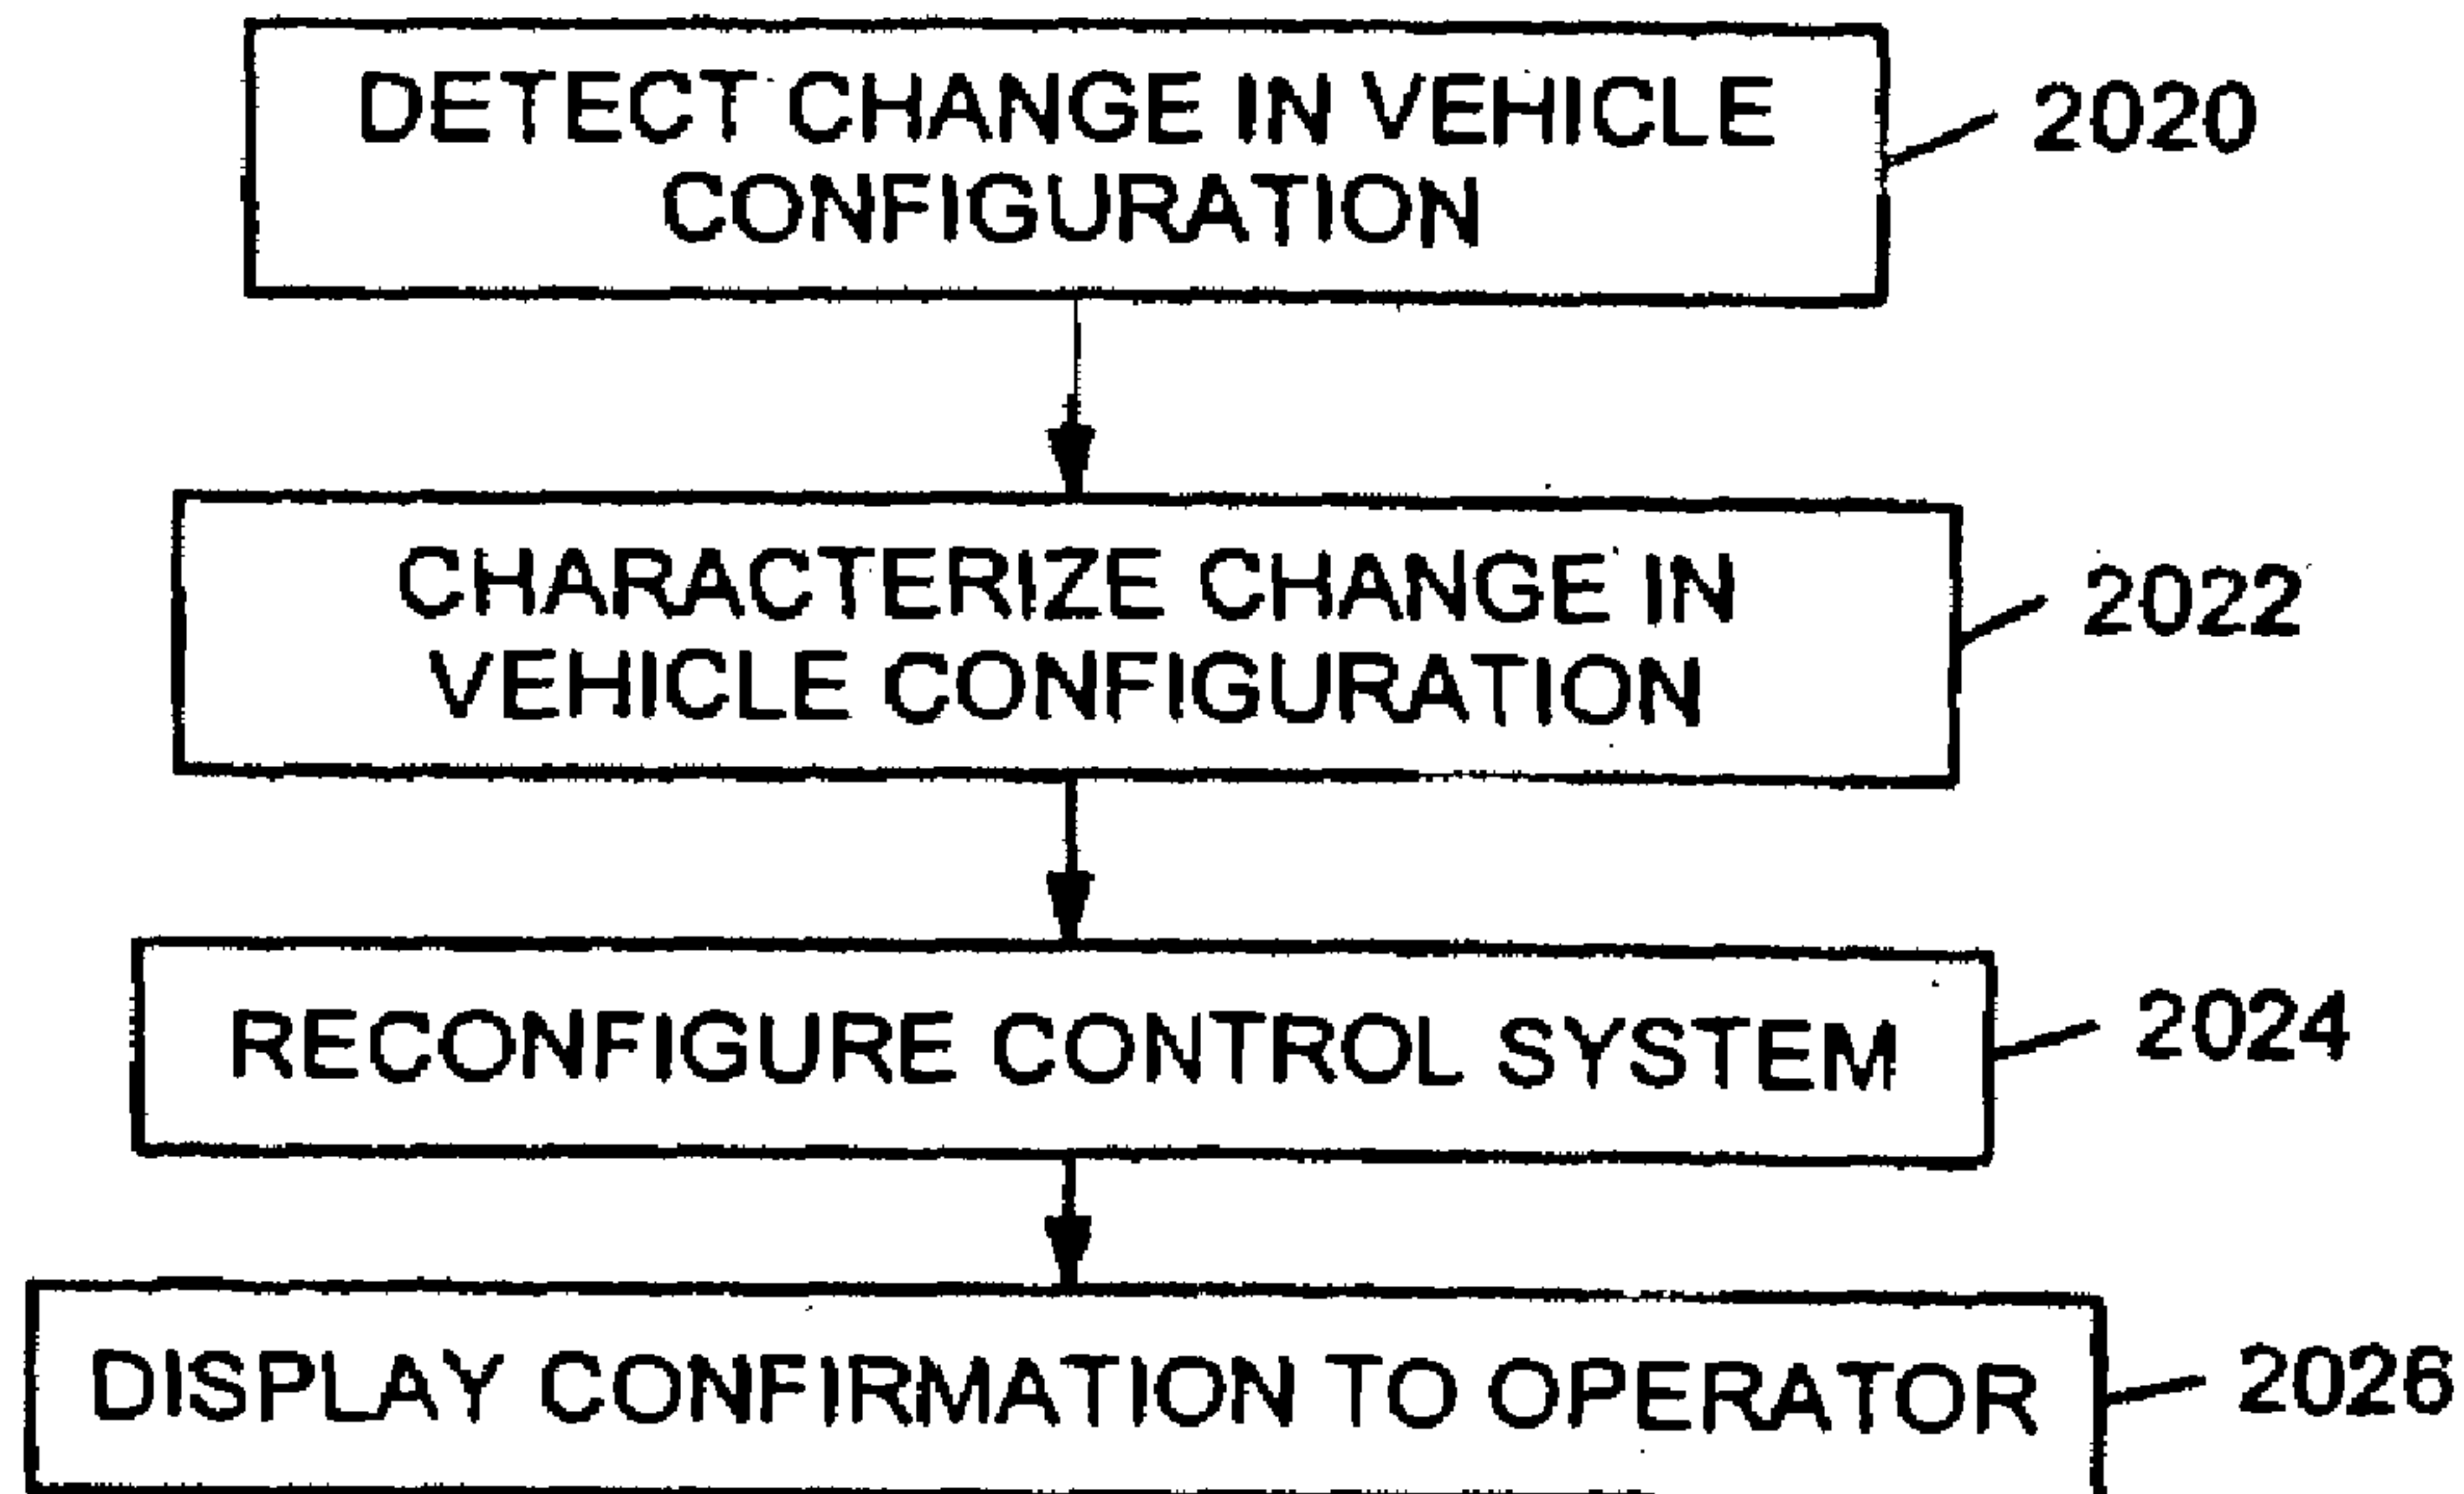 DETECT CHANGE IN VEHICLE
CONFIGURATION
2020
CHARACTERIZE CHANGE IN
VEHICLE CONFIGURATION
2022
RECONFIGURE CONTROL SYSTEM
2024
DISPLAY CONFIRMATION TO OPERATOR
2026